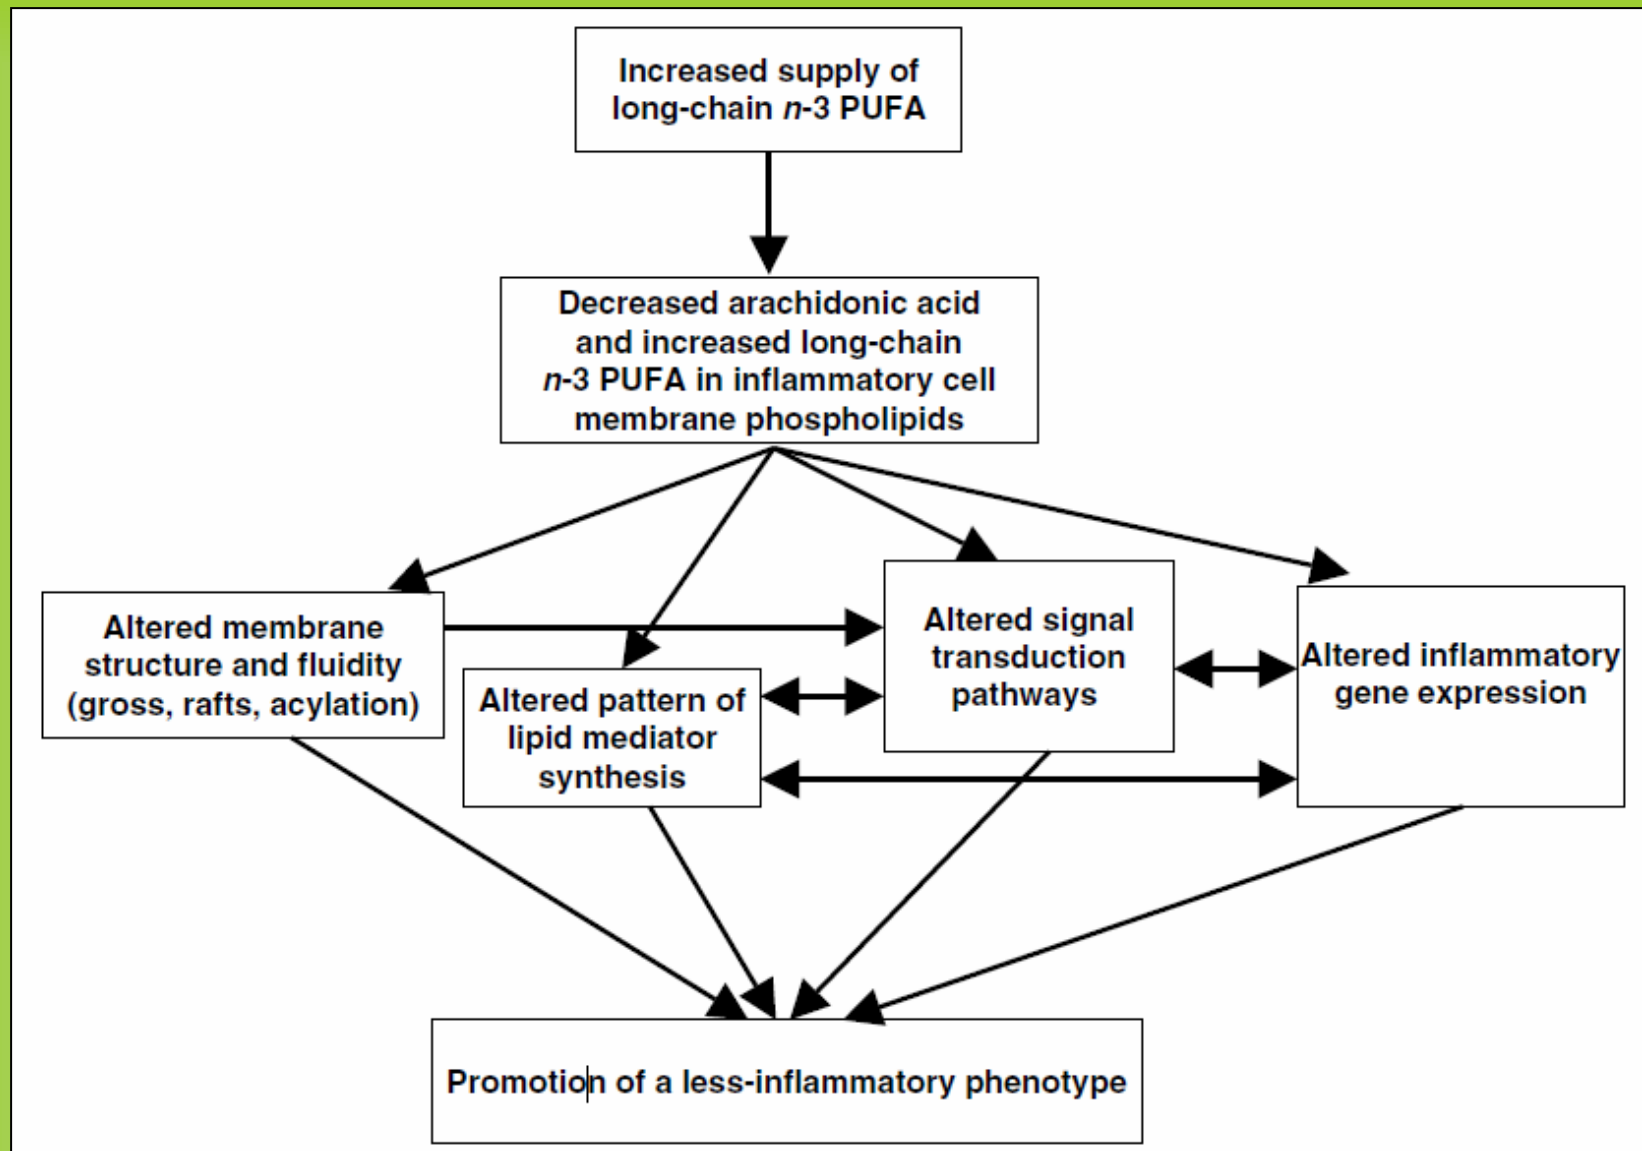 Increased supply of
long-chain n-3 PUFA
Decreased arachidonic acid
and increased long-chain
n-3 PUFA in inflammatory cell
membrane phospholipids
Altered membrane
structure and fluidity
(gross, rafts, acylation)
Altered pattern of
lipid mediator
synthesis
Altered signal
transduction
pathways
Altered inflammatory
gene expression
Promotion of a less-inflammatory phenotype